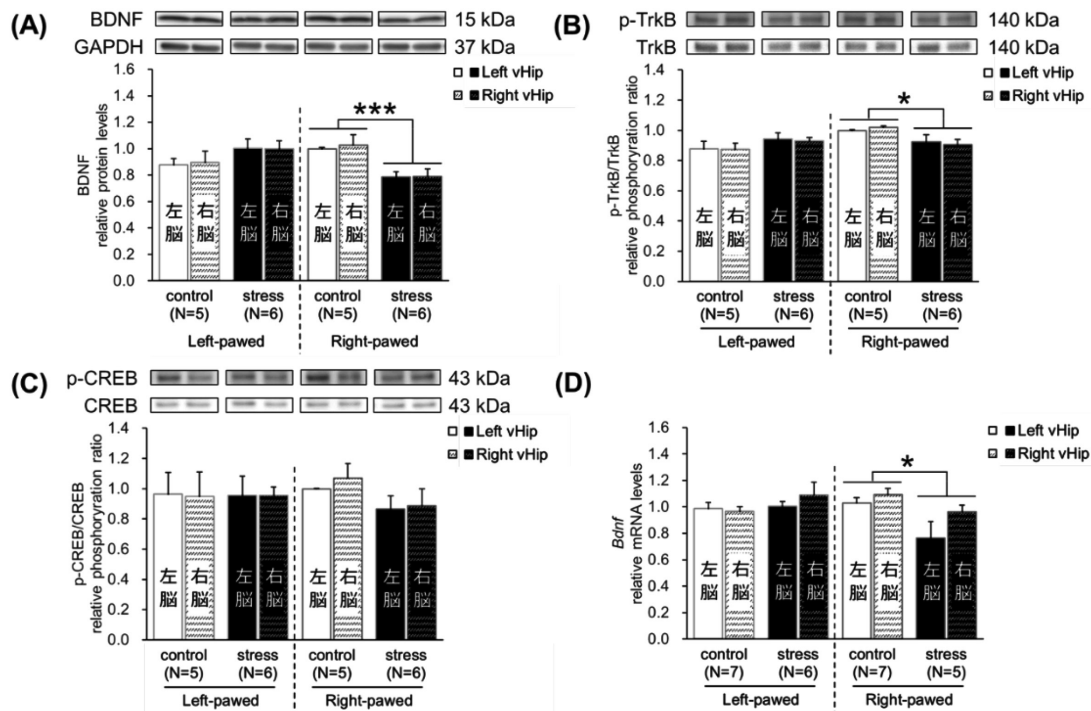 (A)
BDNF
15 kDa
GAPDH
37 kDa
Left vHip
Right vHip
BDNF
relative protein levels
1.6
1.4
1.2
1.0
0.8
0.6
0.4
0.2
0.0
***
左脳
右脳
左脳
右脳
左脳
右脳
左脳
右脳
control
(N=5)
stress
(N=6)
control
(N=5)
stress
(N=6)
Left-pawed
Right-pawed
(B)
p-TrkB
140 kDa
TrkB
140 kDa
Left vHip
Right vHip
p-TrkB/TrkB
relative phosphoryration ratio
1.4
1.2
1.0
0.8
0.6
0.4
0.2
0.0
*
左脳
右脳
左脳
右脳
左脳
右脳
左脳
右脳
control
(N=5)
stress
(N=6)
control
(N=5)
stress
(N=6)
Left-pawed
Right-pawed
(C)
p-CREB
43 kDa
CREB
43 kDa
Left vHip
Right vHip
p-CREB/CREB
relative phosphoryration ratio
1.4
1.2
1.0
0.8
0.6
0.4
0.2
0.0
左脳
右脳
左脳
右脳
左脳
右脳
左脳
右脳
control
(N=5)
stress
(N=6)
control
(N=5)
stress
(N=6)
Left-pawed
Right-pawed
(D)
Left vHip
Right vHip
Bdnf
relative mRNA levels
1.6
1.4
1.2
1.0
0.8
0.6
0.4
0.2
0.0
*
左脳
右脳
左脳
右脳
左脳
右脳
左脳
右脳
control
(N=7)
stress
(N=6)
control
(N=7)
stress
(N=5)
Left-pawed
Right-pawed